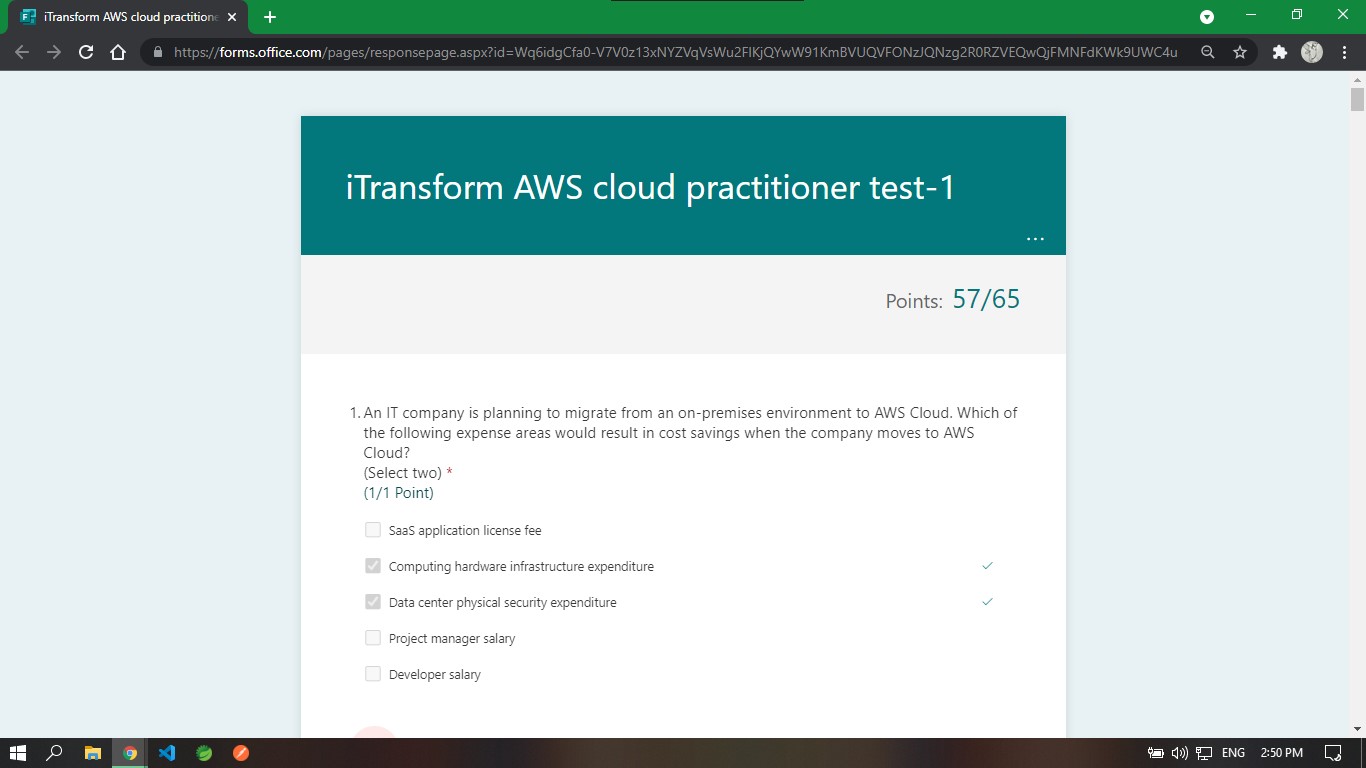 iTransform AWS cloud practitione
https://forms.office.com/pages/responsepage.aspx?id=Wq6idgCfa0-V7V0z13xNYZVqVsWu2FIKjQYwW91KmBVUQVFONzJQNzg2R0RZVEQwQjFMNFdKWk9UWC4u
iTransform AWS cloud practitioner test-1
...
Points: 57/65
1. An IT company is planning to migrate from an on-premises environment to AWS Cloud. Which of
the following expense areas would result in cost savings when the company moves to AWS
Cloud?
(Select two) *
(1/1 Point)
SaaS application license fee
Computing hardware infrastructure expenditure
Data center physical security expenditure
Project manager salary
Developer salary
ENG 2:50 PM